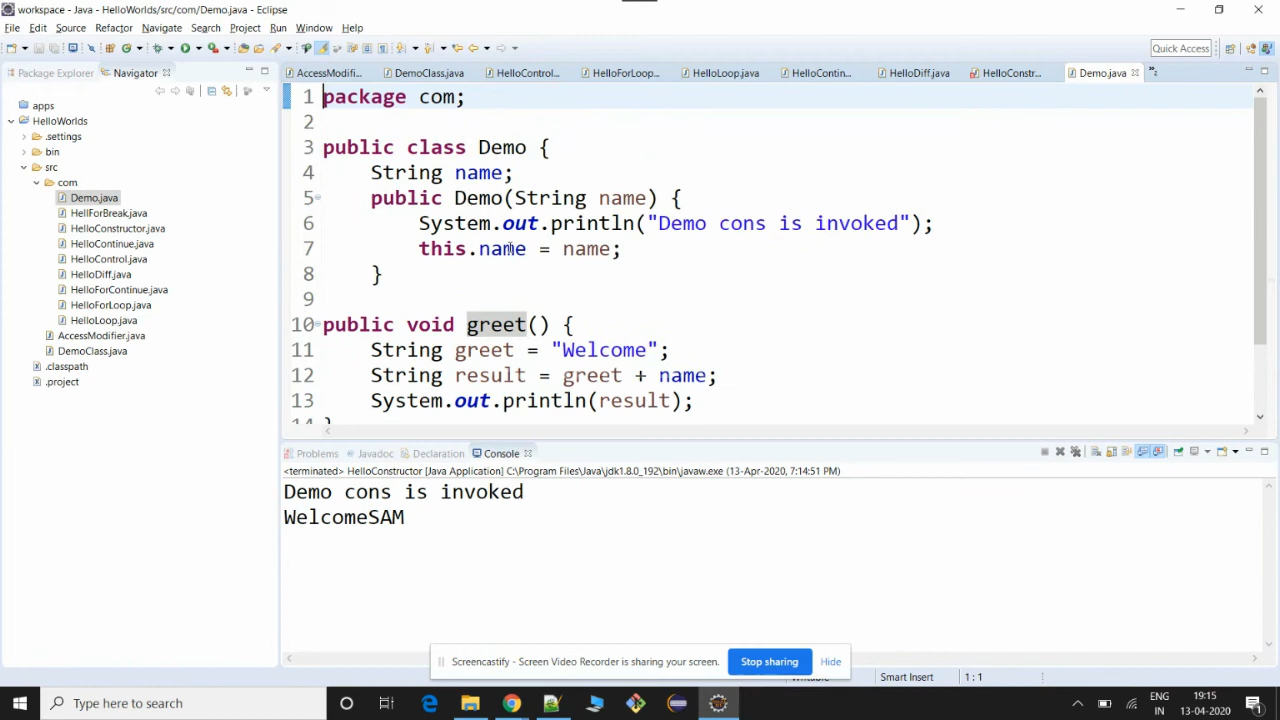 workspace - Java - HelloWorlds/src/com/Demo.java - Eclipse
File Edit Source Refactor Navigate Search Project Run Window Help
Quick Access
Package Explorer Navigator
AccessModifi... DemoClass.java HelloControl... HelloForLoop... HelloLoop.java HelloContin... HelloDiff.java HelloConstr... Demo.java
apps
HelloWorlds
.settings
bin
src
com
Demo.java
HellForBreak.java
HelloConstructor.java
HelloContinue.java
HelloControl.java
HelloDiff.java
HelloForContinue.java
HelloForLoop.java
HelloLoop.java
AccessModifier.java
DemoClass.java
.classpath
.project
1 package com;
2
3 public class Demo {
4 String name;
5 public Demo(String name) {
6 System.out.println("Demo cons is invoked");
7 this.name = name;
8 }
9
10 public void greet() {
11 String greet = "Welcome";
12 String result = greet + name;
13 System.out.println(result);
14 }
Problems Javadoc Declaration Console
<terminated> HelloConstructor [Java Application] C:\Program Files\Java\jdk1.8.0_192\bin\javaw.exe (13-Apr-2020, 7:14:51 PM)
Demo cons is invoked
WelcomeSAM
Screencastify - Screen Video Recorder is sharing your screen. Stop sharing Hide
Writable Smart Insert 1 : 1
Type here to search
ENG
IN
19:15
13-04-2020
1